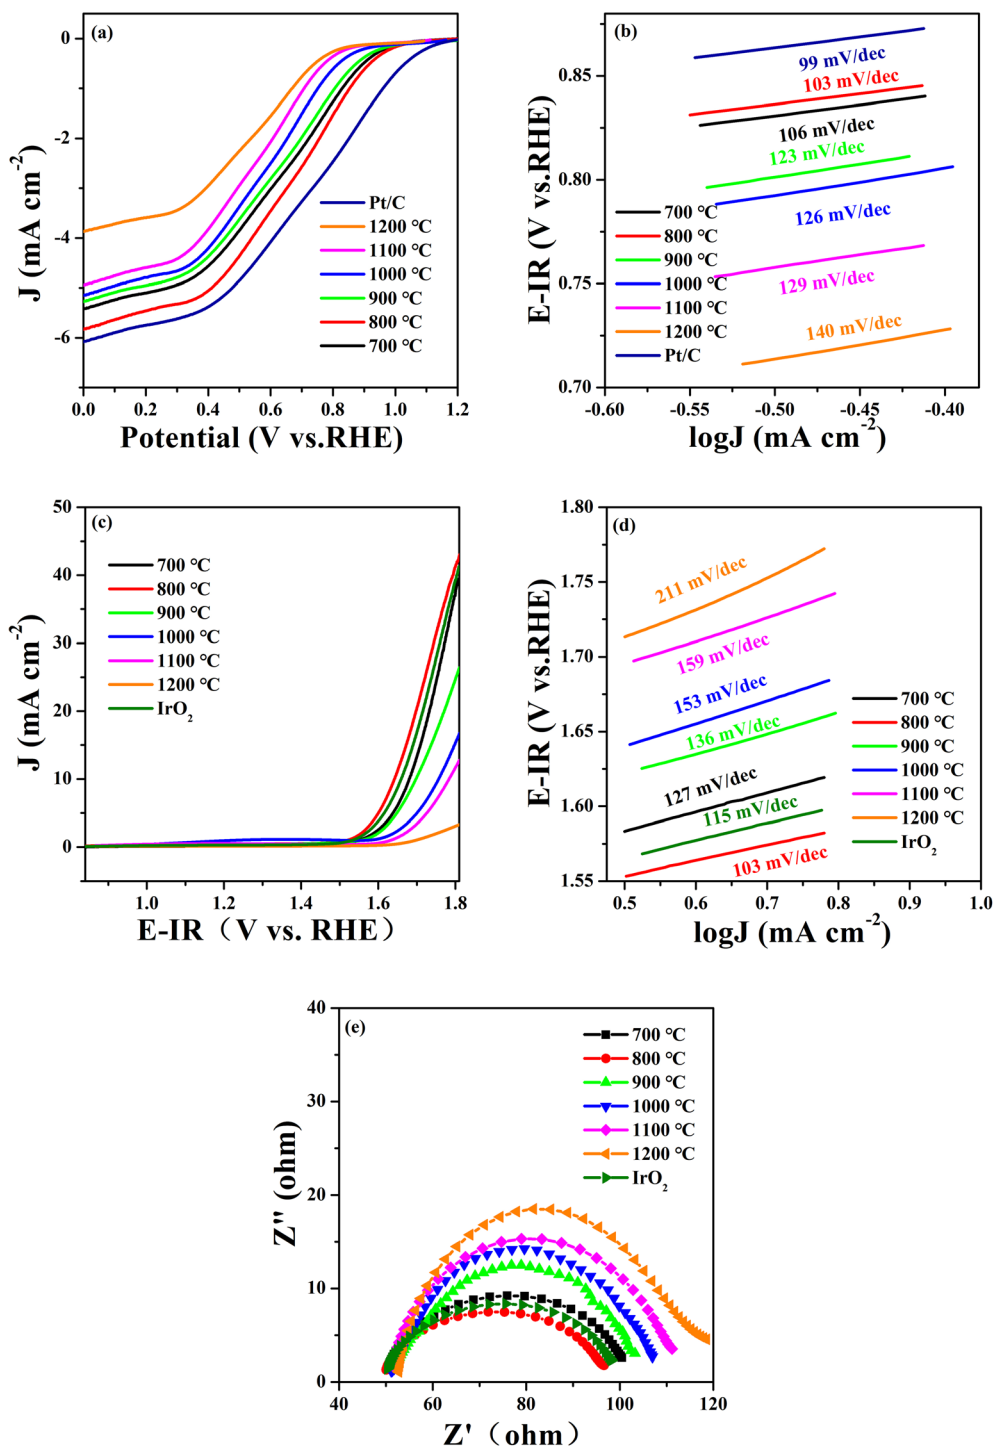 (a)
0
-2
-4
-6
J (mA cm-2)
Pt/C
1200 °C
1100 °C
1000 °C
900 °C
800 °C
700 °C
0.0 0.2 0.4 0.6 0.8 1.0 1.2
Potential (V vs.RHE)
(b)
0.85
0.80
0.75
0.70
E-IR (V vs.RHE)
99 mV/dec
103 mV/dec
106 mV/dec
123 mV/dec
126 mV/dec
129 mV/dec
140 mV/dec
700 °C
800 °C
900 °C
1000 °C
1100 °C
1200 °C
Pt/C
-0.60 -0.55 -0.50 -0.45 -0.40
logJ (mA cm-2)
(c)
50
40
30
20
10
0
J (mA cm-2)
700 °C
800 °C
900 °C
1000 °C
1100 °C
1200 °C
IrO2
1.0 1.2 1.4 1.6 1.8
E-IR（V vs. RHE）
(d)
1.80
1.75
1.70
1.65
1.60
1.55
E-IR (V vs.RHE)
211 mV/dec
159 mV/dec
153 mV/dec
136 mV/dec
127 mV/dec
115 mV/dec
103 mV/dec
700 °C
800 °C
900 °C
1000 °C
1100 °C
1200 °C
IrO2
0.5 0.6 0.7 0.8 0.9 1.0
logJ (mA cm-2)
(e)
40
30
20
10
0
Z'' (ohm)
700 °C
800 °C
900 °C
1000 °C
1100 °C
1200 °C
IrO2
40 60 80 100 120
Z'（ohm）